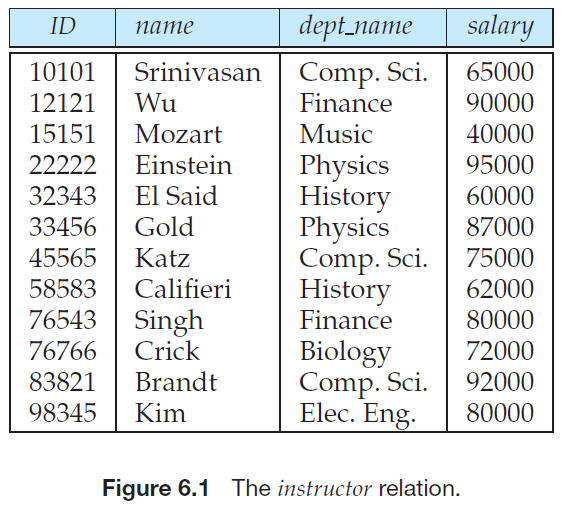 ID name dept_name salary
10101 Srinivasan Comp. Sci. 65000
12121 Wu Finance 90000
15151 Mozart Music 40000
22222 Einstein Physics 95000
32343 El Said History 60000
33456 Gold Physics 87000
45565 Katz Comp. Sci. 75000
58583 Califieri History 62000
76543 Singh Finance 80000
76766 Crick Biology 72000
83821 Brandt Comp. Sci. 92000
98345 Kim Elec. Eng. 80000
Figure 6.1 The instructor relation.